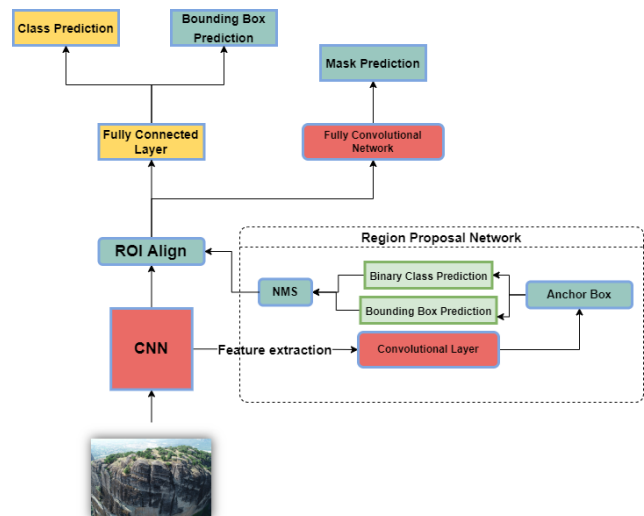 Class Prediction
Bounding Box
Prediction
Mask Prediction
Fully Connected
Layer
Fully Convolutional
Network
ROI Align
Region Proposal Network
Binary Class Prediction
NMS
Anchor Box
Bounding Box Prediction
CNN
Feature extraction
Convolutional Layer